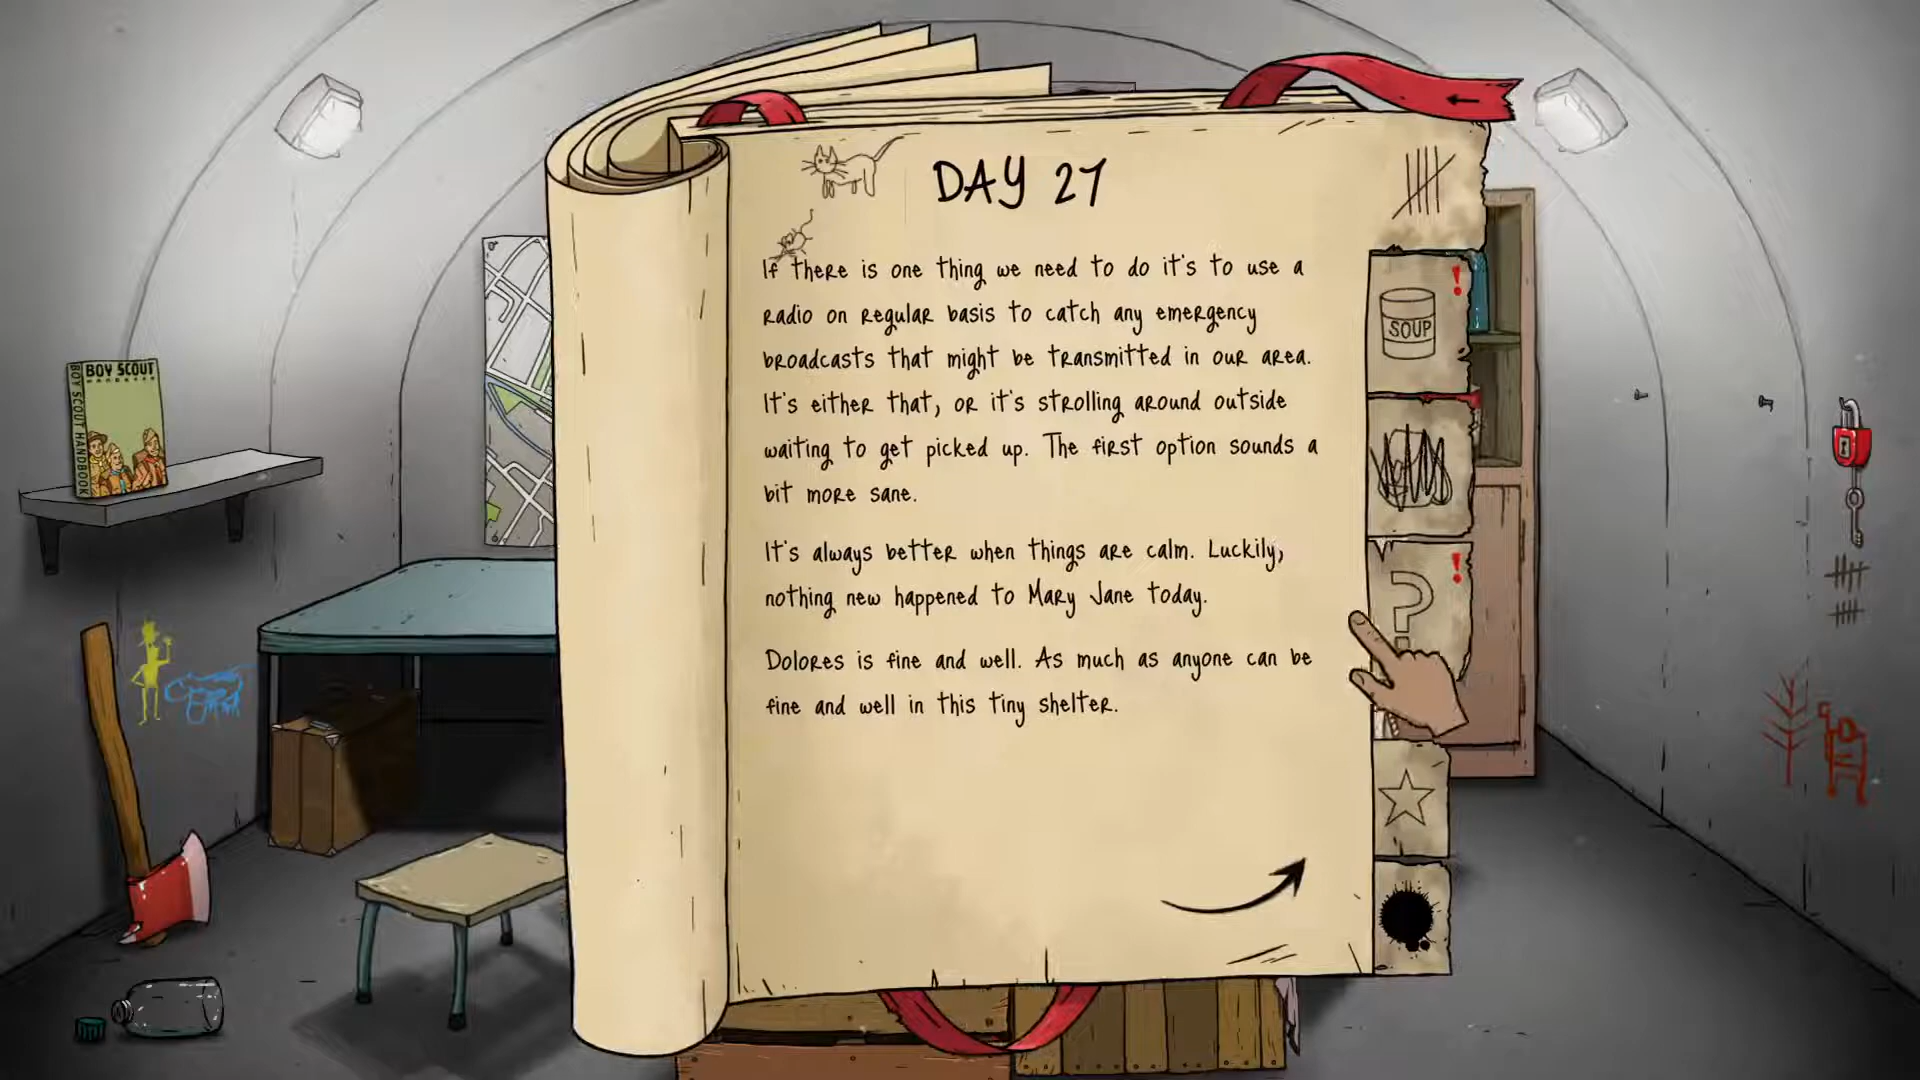 DAY 27
If there is one thing we need to do it's to use a
radio on regular basis to catch any emergency
broadcasts that might be transmitted in our area.
It's either that, or it's strolling around outside
waiting to get picked up. The first option sounds a
bit more sane.
It's always better when things are calm. Luckily,
nothing new happened to Mary Jane today.
Dolores is fine and well. As much as anyone can be
fine and well in this tiny shelter.
SOUP
!
?
!
BOY SCOUT
HANDBOOK
BOY SCOUT HANDBOOK